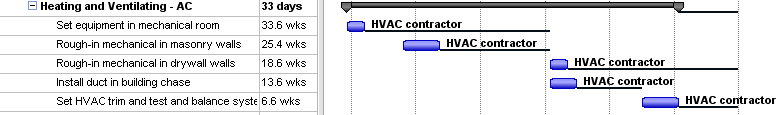 Heating and Ventilating - AC 33 days
Set equipment in mechanical room 33.6 wks HVAC contractor
Rough-in mechanical in masonry walls 25.4 wks HVAC contractor
Rough-in mechanical in drywall walls 18.6 wks HVAC contractor
Install duct in building chase 13.6 wks HVAC contractor
Set HVAC trim and test and balance syste 6.6 wks HVAC contractor